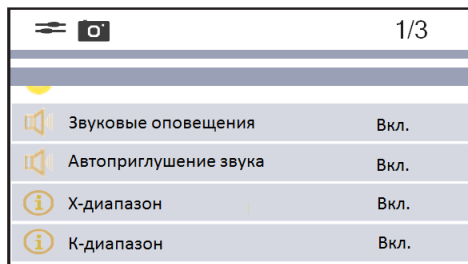 1/3
Звуковые оповещения Вкл.
Автоприглушение звука Вкл.
Х-диапазон Вкл.
К-диапазон Вкл.